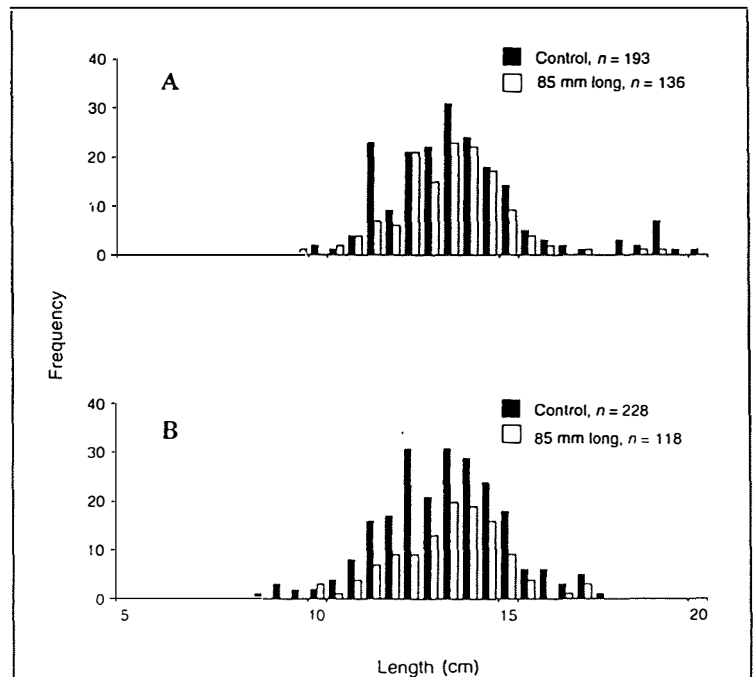 40
A
Control, n = 193
85 mm long, n = 136
30
20
10
0
Frequency
40
B
Control, n = 228
85 mm long, n = 118
30
20
10
0
5
10
15
20
Length (cm)